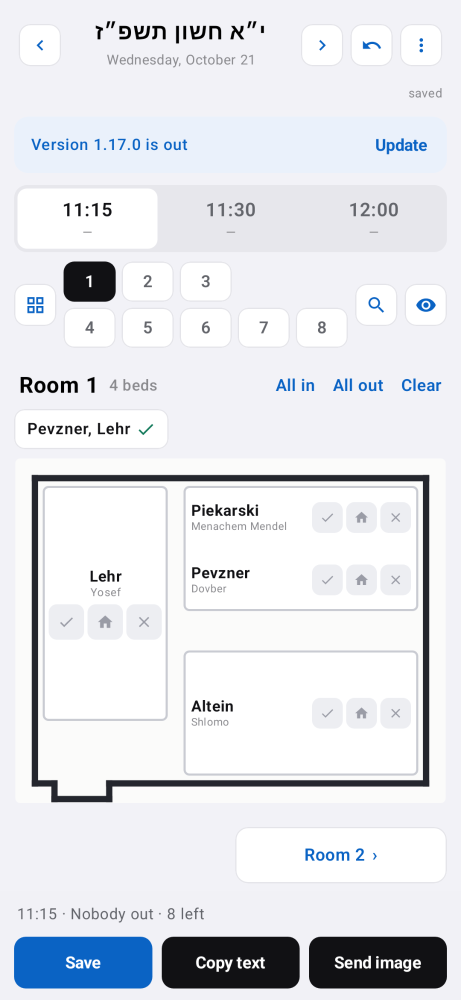 י״א חשון תשפ״ז
Wednesday, October 21
saved
Version 1.17.0 is out
Update
11:15
–
11:30
–
12:00
–
1
2
3
4
5
6
7
8
Room 1
4 beds
All in
All out
Clear
Pevzner, Lehr
Piekarski
Menachem Mendel
Pevzner
Dovber
Lehr
Yosef
Altein
Shlomo
Room 2 ›
11:15 · Nobody out · 8 left
Save
Copy text
Send image